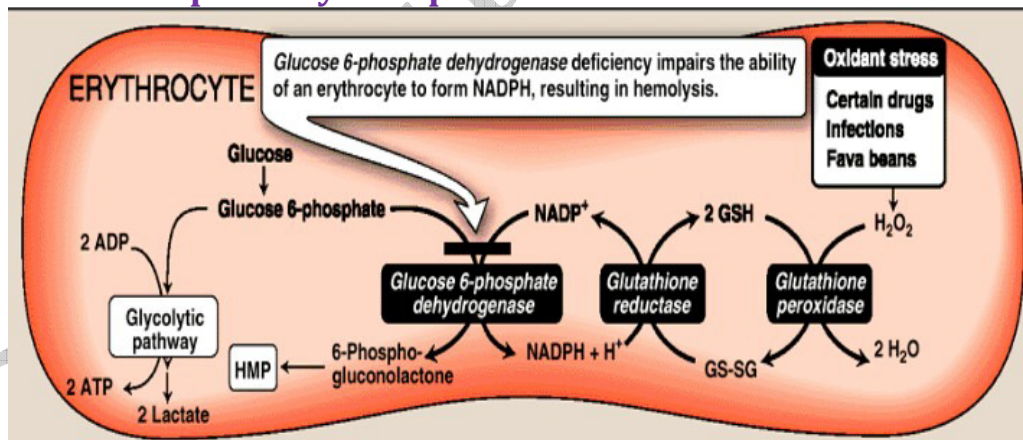 ERYTHROCYTE
Glucose 6-phosphate dehydrogenase deficiency impairs the ability
of an erythrocyte to form NADPH, resulting in hemolysis.
Oxidant stress
Certain drugs
Infections
Fava beans
Glucose
Glucose 6-phosphate
NADP+
2 GSH
H2O2
2 ADP
Glycolytic
pathway
Glucose 6-phosphate
dehydrogenase
Glutathione
reductase
Glutathione
peroxidase
2 ATP
2 Lactate
HMP
6-Phospho-
gluconolactone
NADPH + H+
GS-SG
2 H2O